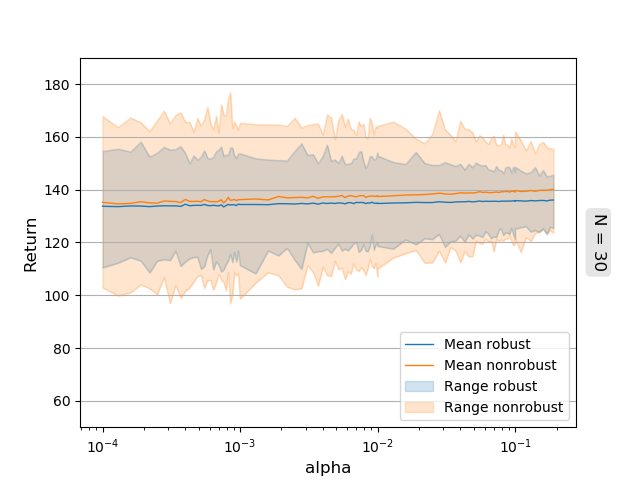 180
160
140
120
100
80
60
Return
10⁻⁴
10⁻³
10⁻²
10⁻¹
alpha
N = 30
Mean robust
Mean nonrobust
Range robust
Range nonrobust